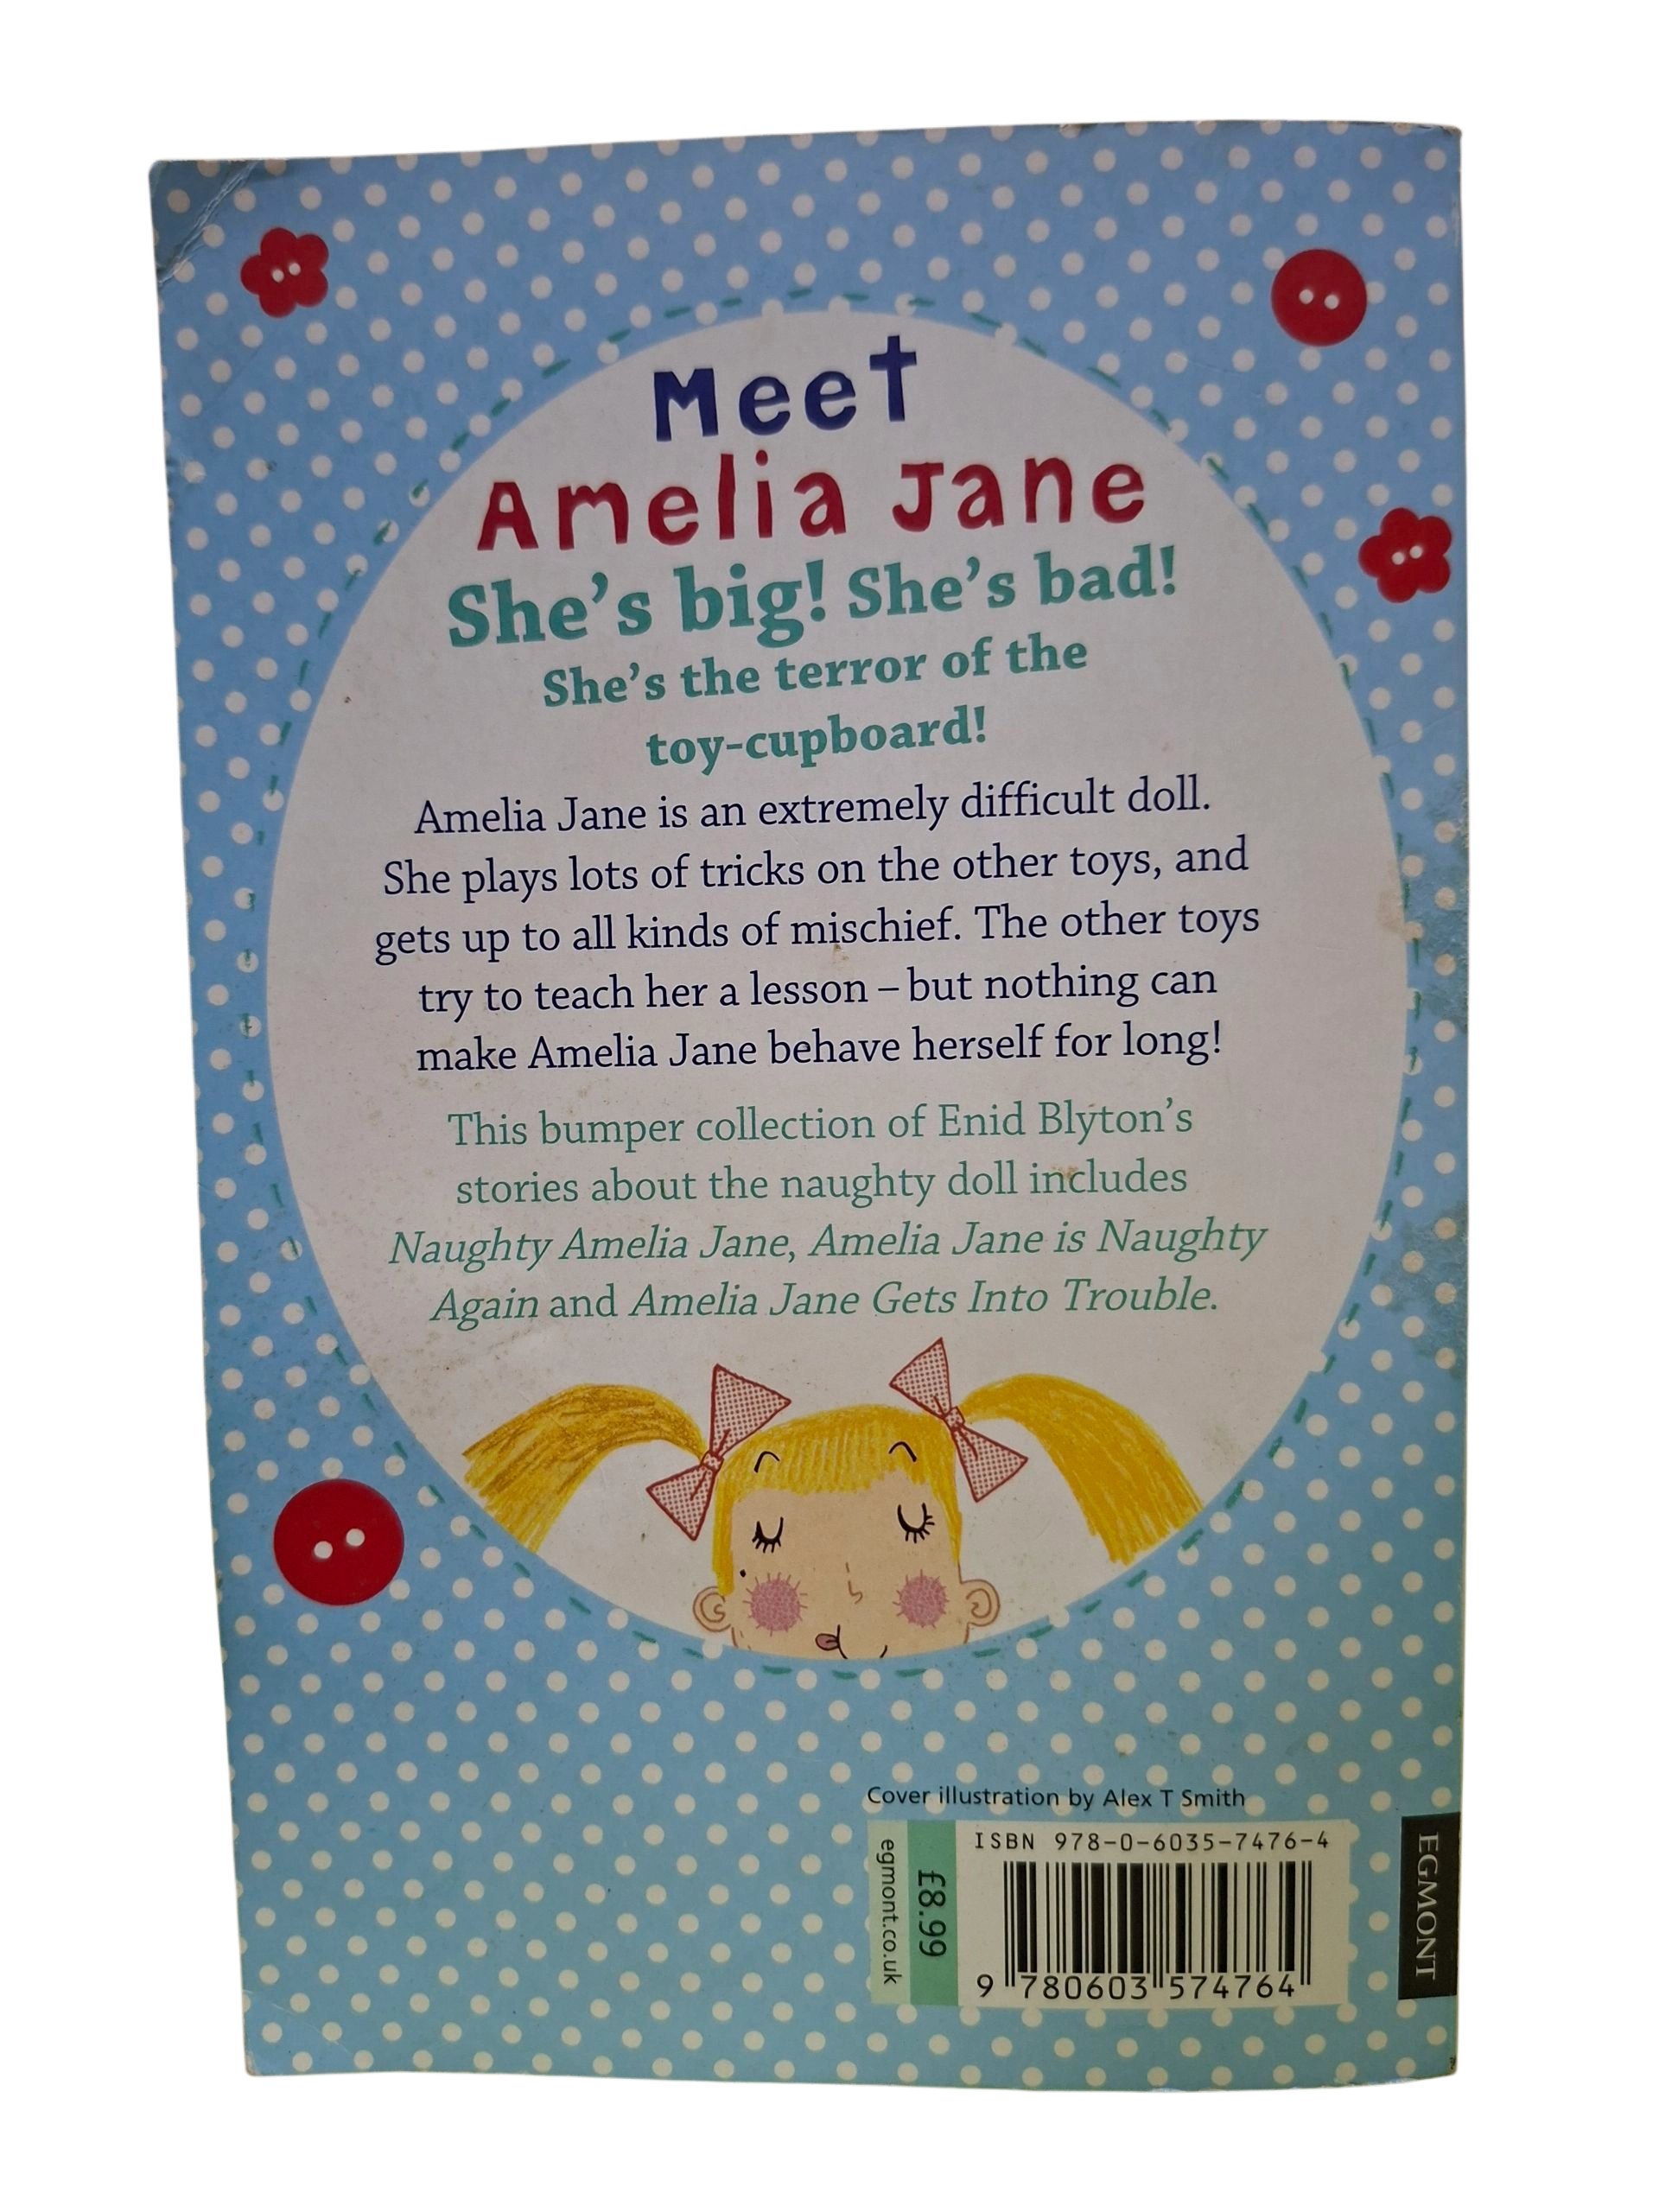 Meet
Amelia Jane
She's big! She's bad!
She's the terror of the
toy-cupboard!
Amelia Jane is an extremely difficult doll.
She plays lots of tricks on the other toys, and
gets up to all kinds of mischief. The other toys
try to teach her a lesson – but nothing can
make Amelia Jane behave herself for long!
This bumper collection of Enid Blyton's
stories about the naughty doll includes
Naughty Amelia Jane, Amelia Jane is Naughty
Again and Amelia Jane Gets Into Trouble.
Cover illustration by Alex T Smith
egmont.co.uk
£8.99
ISBN 978-0-6035-7476-4
9 780603 574764
EGMONT